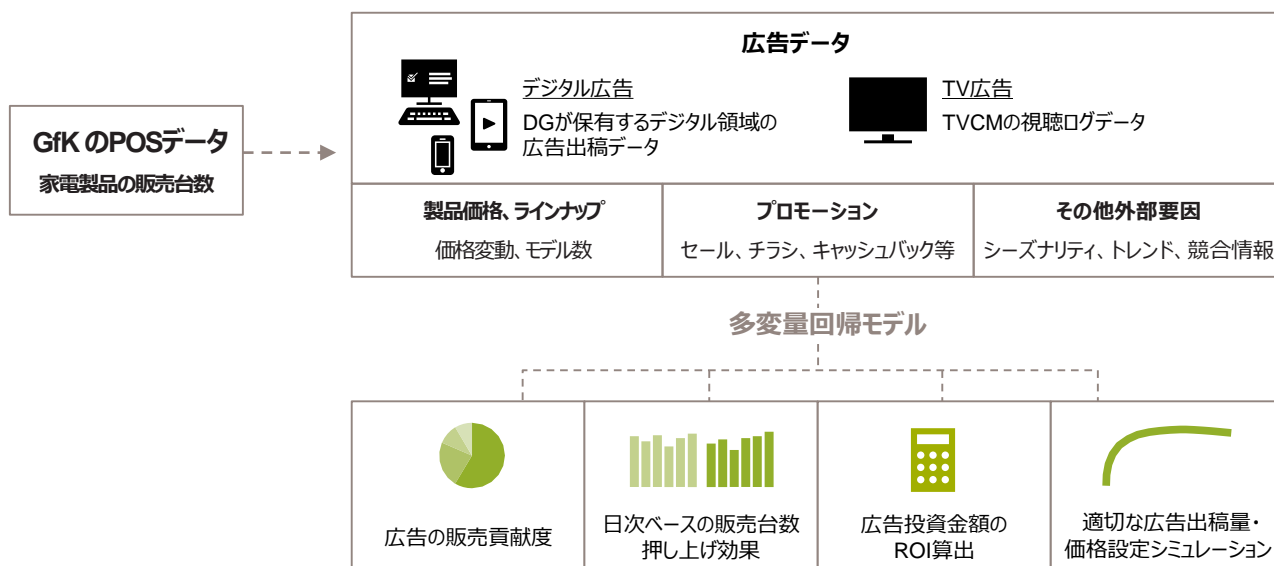 広告データ
デジタル広告
DGが保有するデジタル領域の
広告出稿データ
TV広告
TVCMの視聴ログデータ
GfK のPOSデータ
家電製品の販売台数
製品価格、ラインナップ
価格変動、モデル数
プロモーション
セール、チラシ、キャッシュバック等
その他外部要因
シーズナリティ、トレンド、競合情報
多変量回帰モデル
広告の販売貢献度
日次ベースの販売台数
押し上げ効果
広告投資金額の
ROI算出
適切な広告出稿量・
価格設定シミュレーション